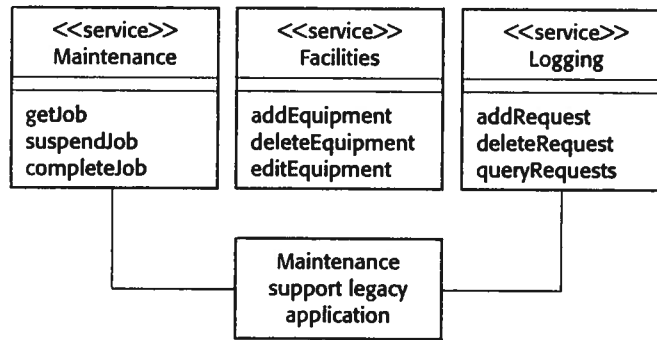 <<service>>
Maintenance
getJob
suspendJob
completeJob
<<service>>
Facilities
addEquipment
deleteEquipment
editEquipment
<<service>>
Logging
addRequest
deleteRequest
queryRequests
Maintenance
support legacy
application